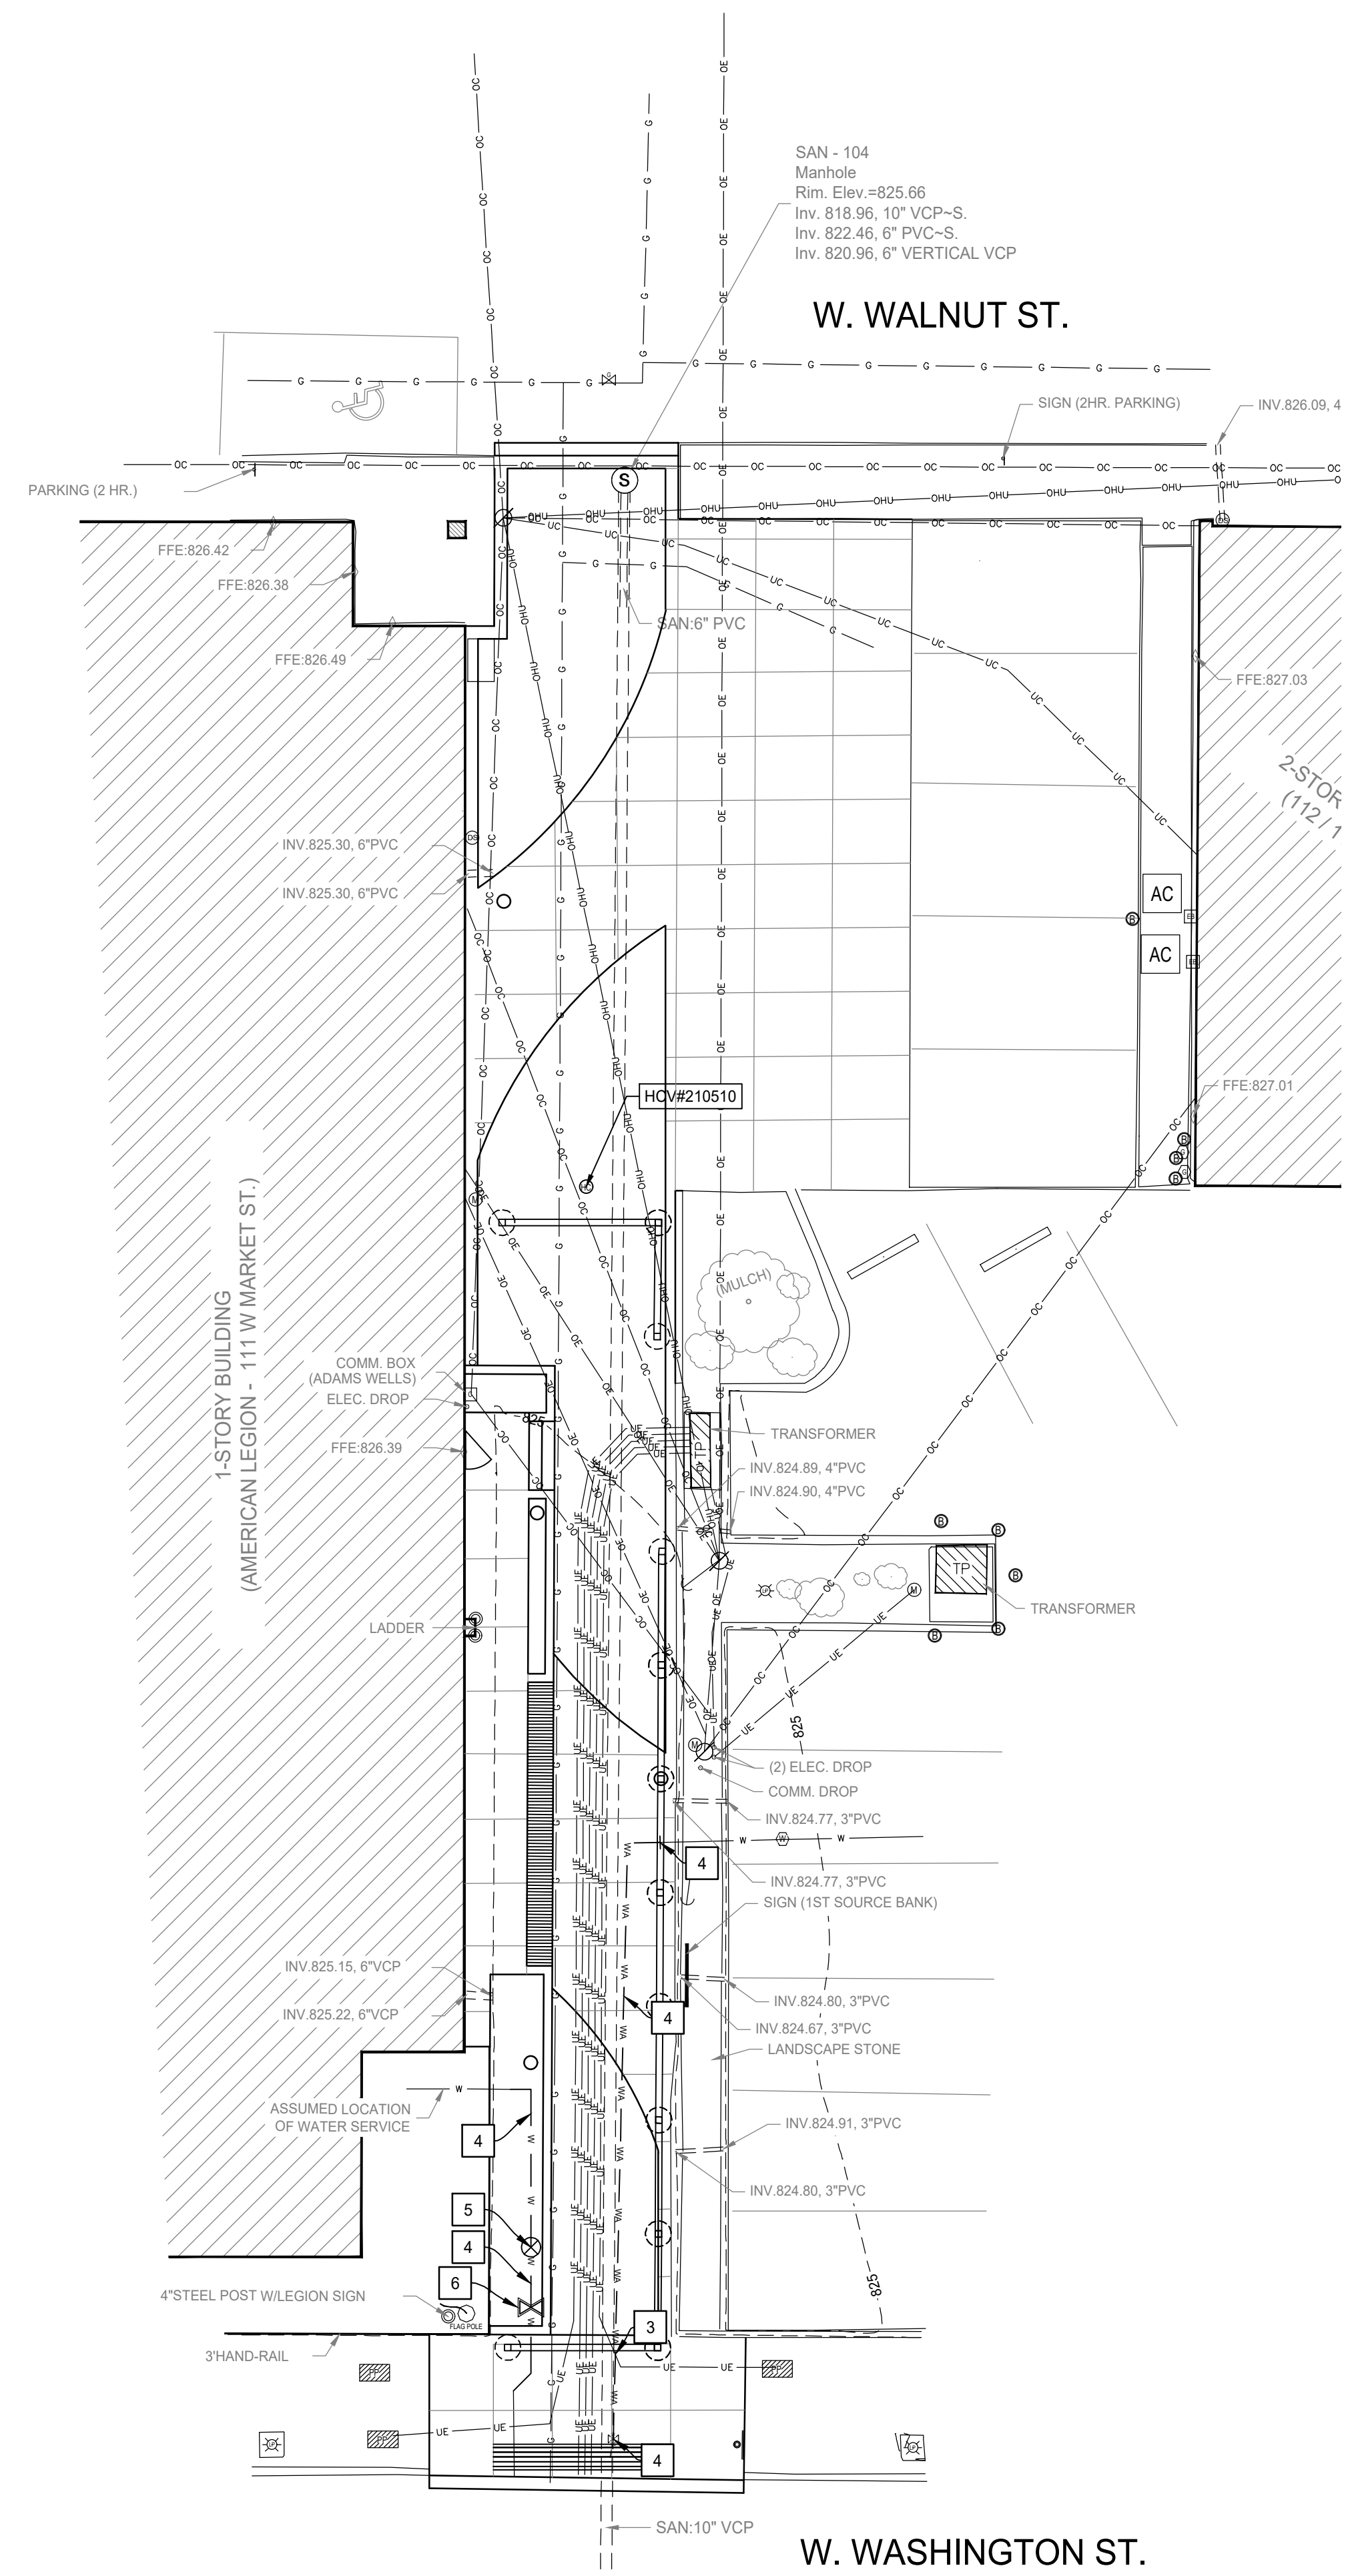 SAN - 104
Manhole
Rim. Elev.=825.66
Inv. 818.96, 10" VCP~S.
Inv. 822.46, 6" PVC~S.
Inv. 820.96, 6" VERTICAL VCP
W. WALNUT ST.
SIGN (2HR. PARKING)
INV.826.09, 4
PARKING (2 HR.)
S
FFE:826.42
FFE:826.38
SAN:6" PVC
FFE:826.49
FFE:827.03
2-STOR
(112 / 1
DS
INV.825.30, 6"PVC
INV.825.30, 6"PVC
AC
AC
HCV#210510
FFE:827.01
1-STORY BUILDING
(AMERICAN LEGION - 111 W MARKET ST.)
(MULCH)
COMM. BOX
(ADAMS WELLS)
ELEC. DROP
825
FFE:826.39
TP
TRANSFORMER
INV.824.89, 4"PVC
INV.824.90, 4"PVC
TP
TRANSFORMER
LADDER
825
(2) ELEC. DROP
COMM. DROP
INV.824.77, 3"PVC
4
INV.824.77, 3"PVC
SIGN (1ST SOURCE BANK)
INV.825.15, 6"VCP
INV.825.22, 6"VCP
INV.824.80, 3"PVC
4
INV.824.67, 3"PVC
LANDSCAPE STONE
ASSUMED LOCATION
OF WATER SERVICE
4
INV.824.91, 3"PVC
INV.824.80, 3"PVC
5
4
6
825
4"STEEL POST W/LEGION SIGN
FLAG POLE
3
3'HAND-RAIL
PP
PP
PP
4
SAN:10" VCP
W. WASHINGTON ST.